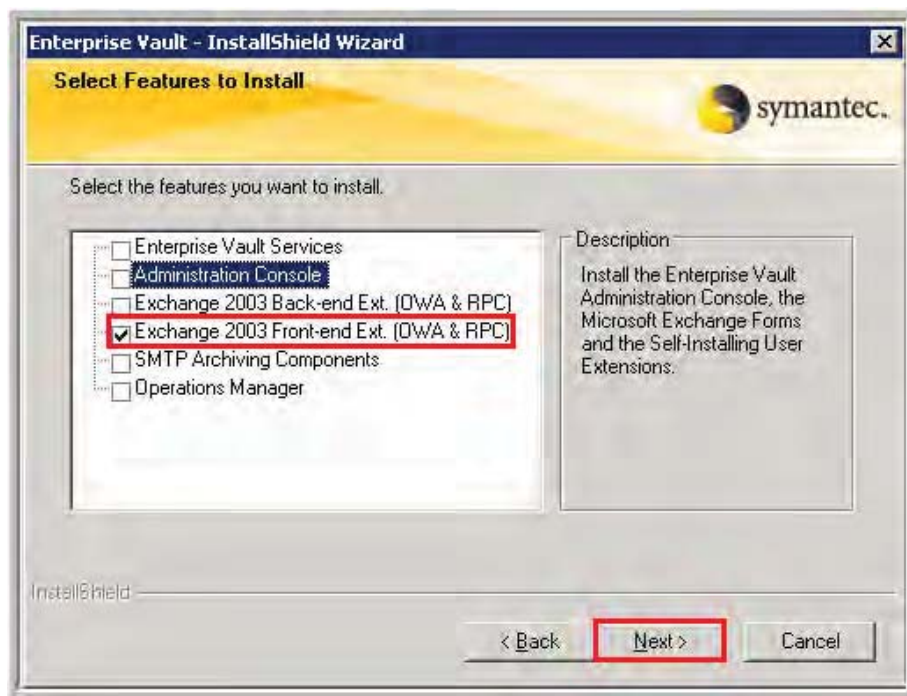 Enterprise Vault - InstallShield Wizard
Select Features to Install
symantec.
Select the features you want to install.
Enterprise Vault Services
Administration Console
Exchange 2003 Back-end Ext. (OWA & RPC)
Exchange 2003 Front-end Ext. (OWA & RPC)
SMTP Archiving Components
Operations Manager
Description
Install the Enterprise Vault
Administration Console, the
Microsoft Exchange Forms
and the Self-Installing User
Extensions.
InstallShield
< Back
Next >
Cancel